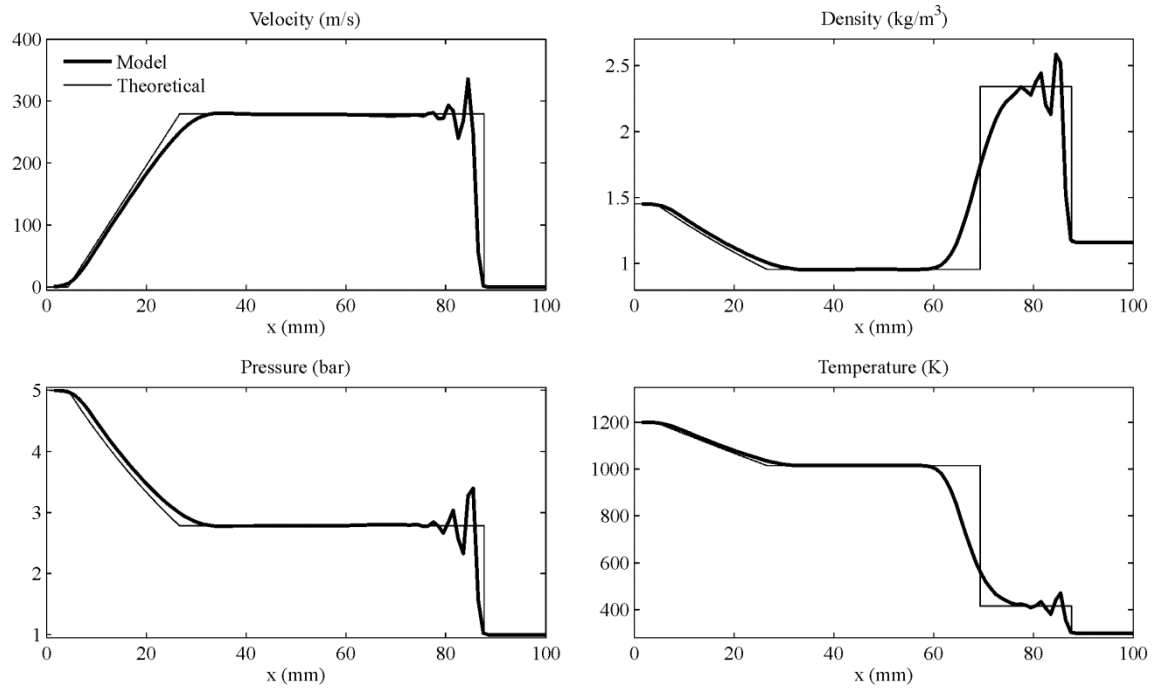 Velocity (m/s)
400
300
200
100
0
Model
Theoretical
0 20 40 60 80 100
x (mm)
Density (kg/m³)
2.5
2
1.5
1
0 20 40 60 80 100
x (mm)
Pressure (bar)
5
4
3
2
1
0 20 40 60 80 100
x (mm)
Temperature (K)
1200
1000
800
600
400
0 20 40 60 80 100
x (mm)